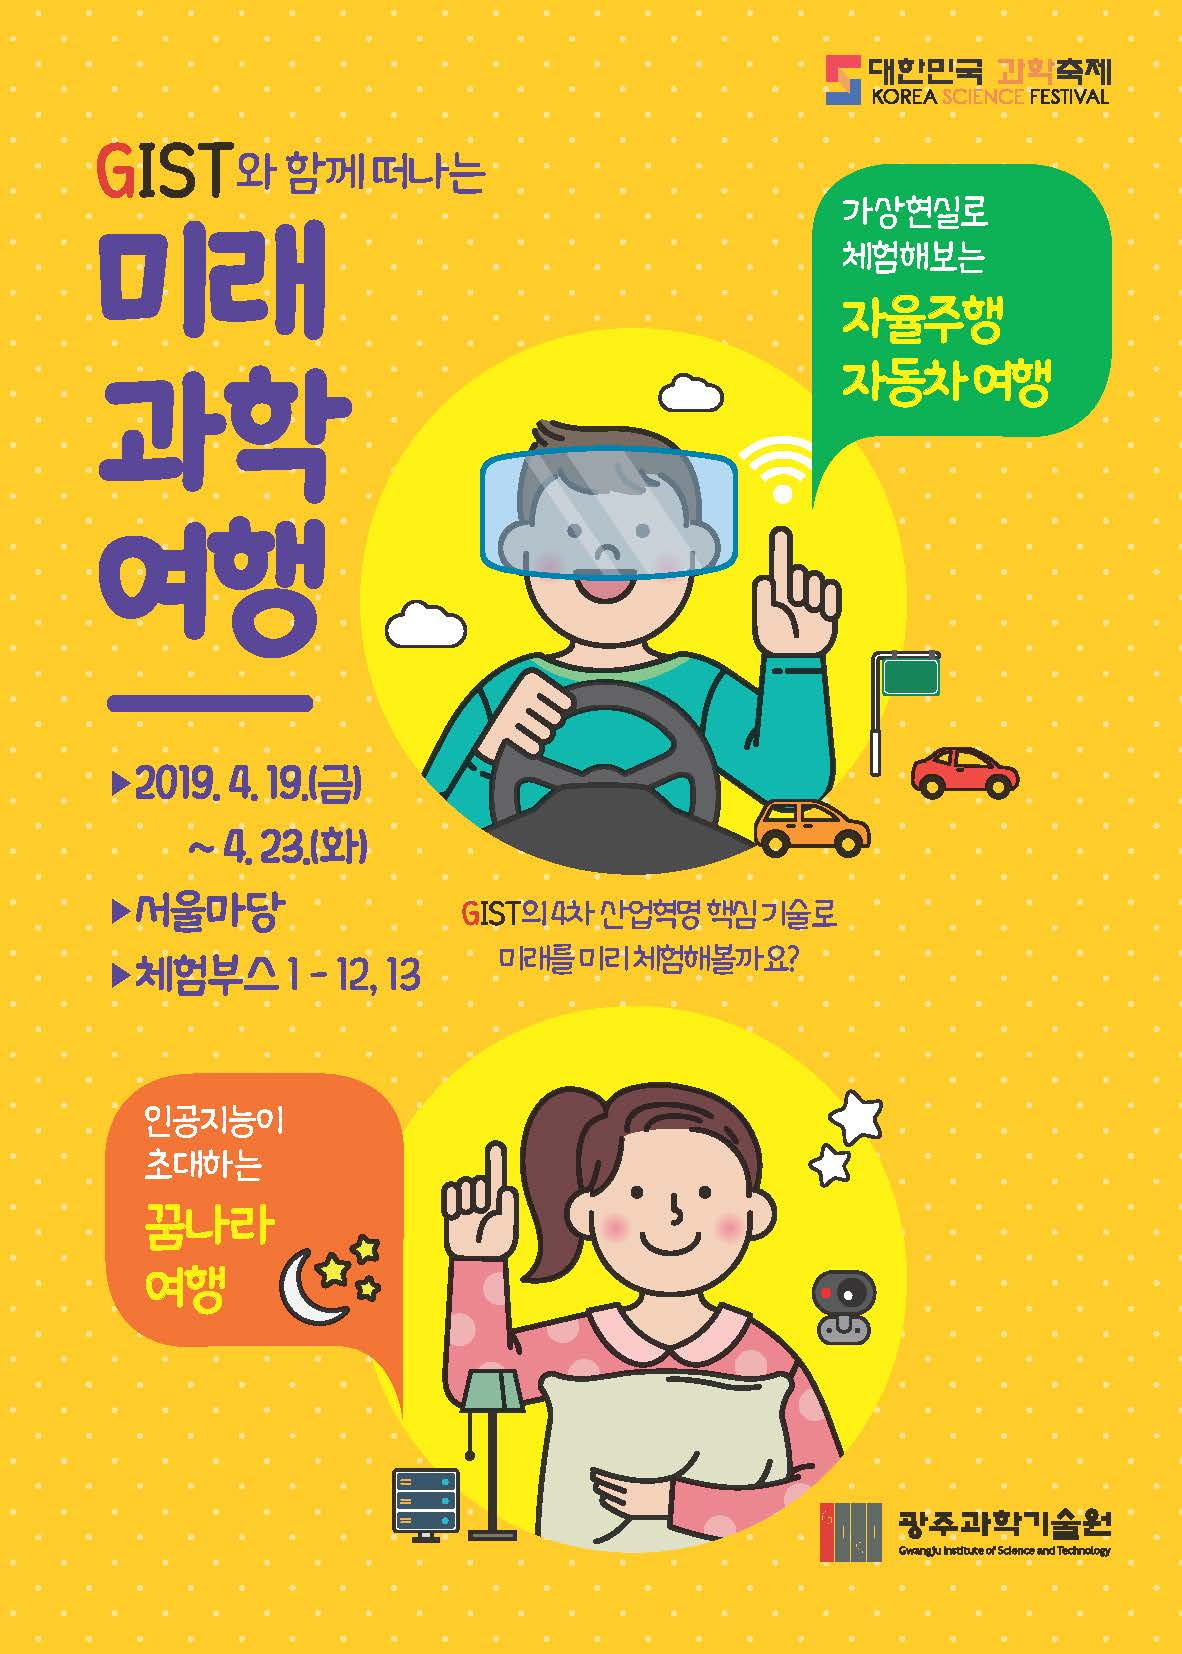 대한민국 과학축제
KOREA SCIENCE FESTIVAL
GIST와 함께 떠나는
미래
과학
여행
가상현실로
체험해보는
자율주행
자동차 여행
▶2019. 4. 19.(금)
~ 4. 23.(화)
▶서울마당
▶체험부스 1 - 12, 13
GIST의 4차 산업혁명 핵심 기술로
미래를 미리 체험해볼까요?
인공지능이
초대하는
꿈나라
여행
GIST
광주과학기술원
Gwangju Institute of Science and Technology